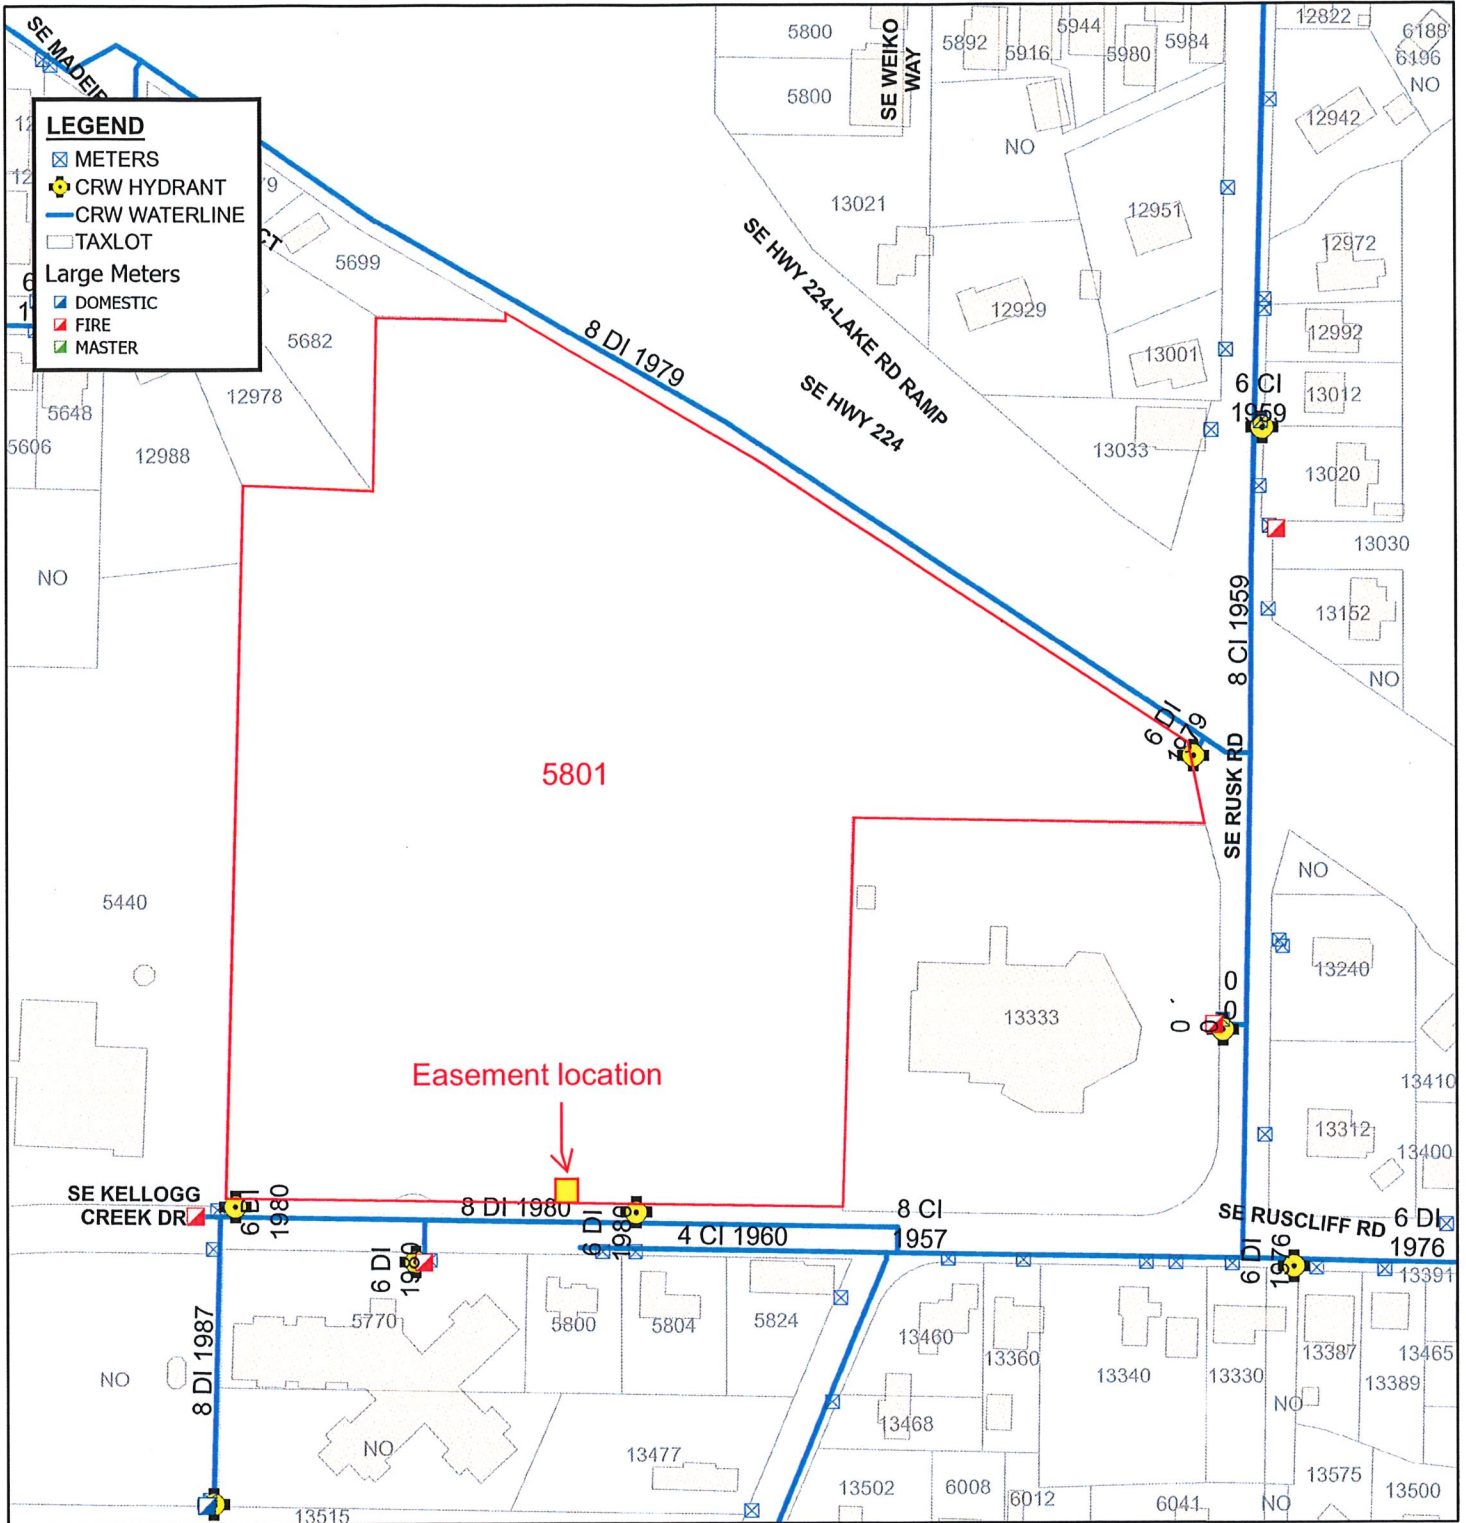 SE MADEIR
LEGEND
METERS
CRW HYDRANT
CRW WATERLINE
TAXLOT
Large Meters
DOMESTIC
FIRE
MASTER
CT
5699
5682
12978
5648
5606
12988
NO
5800
5800
SE WEIKO
WAY
5892
5916
5944
5980
5984
12822
6188
6196
NO
12942
NO
13021
12951
12972
12929
12992
13001
13012
13033
13020
13030
13152
NO
SE HWY 224-LAKE RD RAMP
SE HWY 224
8 DI 1979
6 CI
1959
8 CI 1959
6 DI
1979
SE RUSK RD
5801
5440
NO
13240
13333
0
0
0
0
13410
13312
13400
Easement location
SE KELLOGG
CREEK DR
6 DI
1980
8 DI 1980
6 DI
1980
8 CI
1957
4 CI 1960
SE RUSCLIFF RD
6 DI
1976
6 DI
1976
13391
6 DI
8 DI 1987
5770
5800
5804
5824
13460
13360
13340
13330
13387
13465
13389
NO
NO
NO
13468
13477
13502
6008
6012
6041
NO
13575
13500
13515